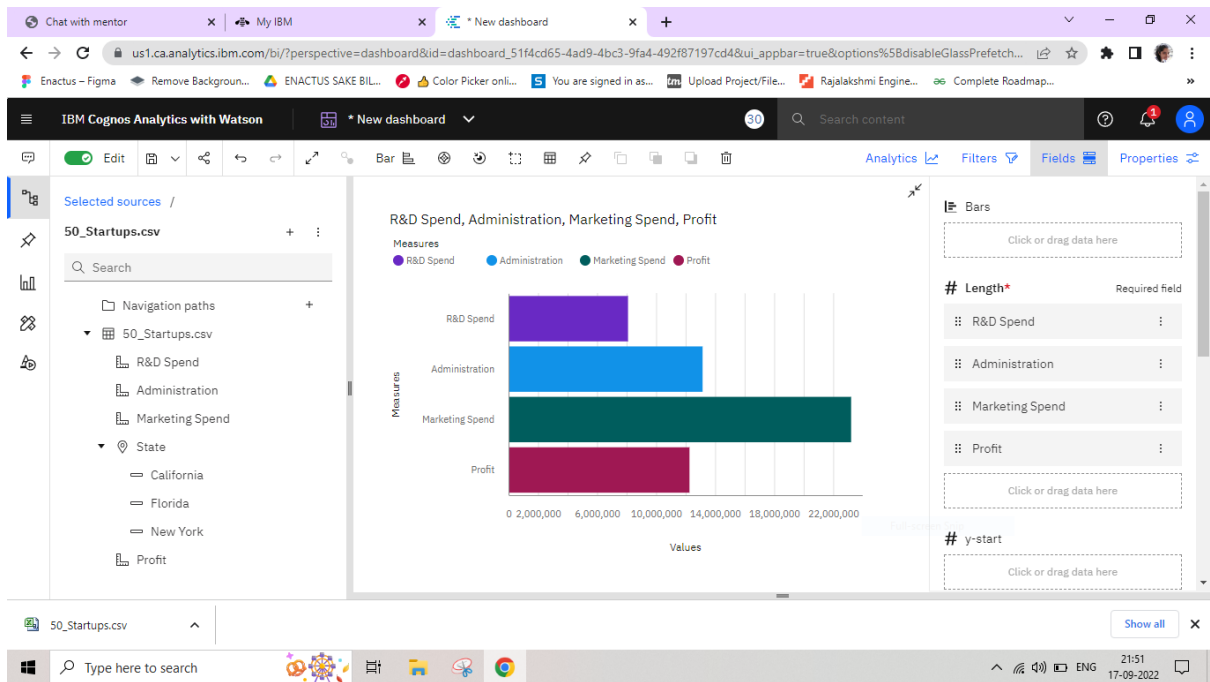 Chat with mentor
My IBM
* New dashboard
us1.ca.analytics.ibm.com/bi/?perspective=dashboard&id=dashboard_51f4cd65-4ad9-4bc3-9fa4-492f87197cd4&ui_appbar=true&options%5BdisableGlassPrefetch...
Enactus – Figma
Remove Backgroun...
ENACTUS SAKE BIL...
Color Picker onli...
You are signed in as...
tm
Upload Project/File...
Rajalakshmi Engine...
Complete Roadmap...
IBM Cognos Analytics with Watson
* New dashboard
30
Search content
1
Edit
Bar
Analytics
Filters
Fields
Properties
Selected sources /
50_Startups.csv
Search
Navigation paths
50_Startups.csv
R&D Spend
Administration
Marketing Spend
State
California
Florida
New York
Profit
R&D Spend, Administration, Marketing Spend, Profit
Measures
R&D Spend Administration Marketing Spend Profit
R&D Spend
Administration
Marketing Spend
Profit
Measures
0 2,000,000 6,000,000 10,000,000 14,000,000 18,000,000 22,000,000
Values
Bars
Click or drag data here
# Length* Required field
R&D Spend
Administration
Marketing Spend
Profit
Click or drag data here
# y-start
Click or drag data here
50_Startups.csv
Show all
Type here to search
ENG
21:51
17-09-2022